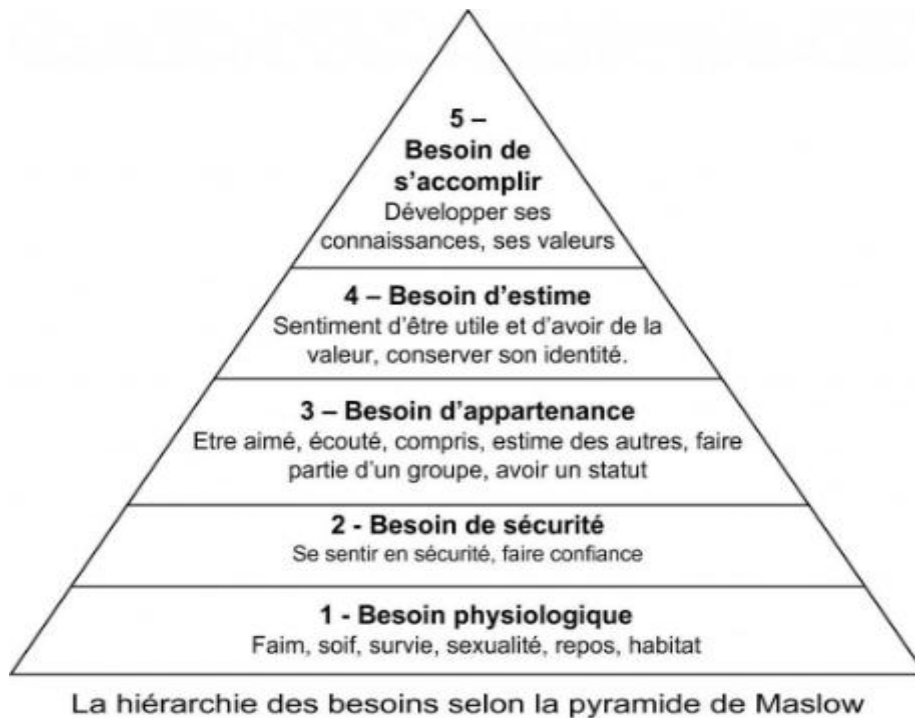 5 –
Besoin de
s'accomplir
Développer ses
connaissances, ses valeurs
4 – Besoin d'estime
Sentiment d'être utile et d'avoir de la
valeur, conserver son identité.
3 – Besoin d'appartenance
Etre aimé, écouté, compris, estime des autres, faire
partie d'un groupe, avoir un statut
2 - Besoin de sécurité
Se sentir en sécurité, faire confiance
1 - Besoin physiologique
Faim, soif, survie, sexualité, repos, habitat
La hiérarchie des besoins selon la pyramide de Maslow